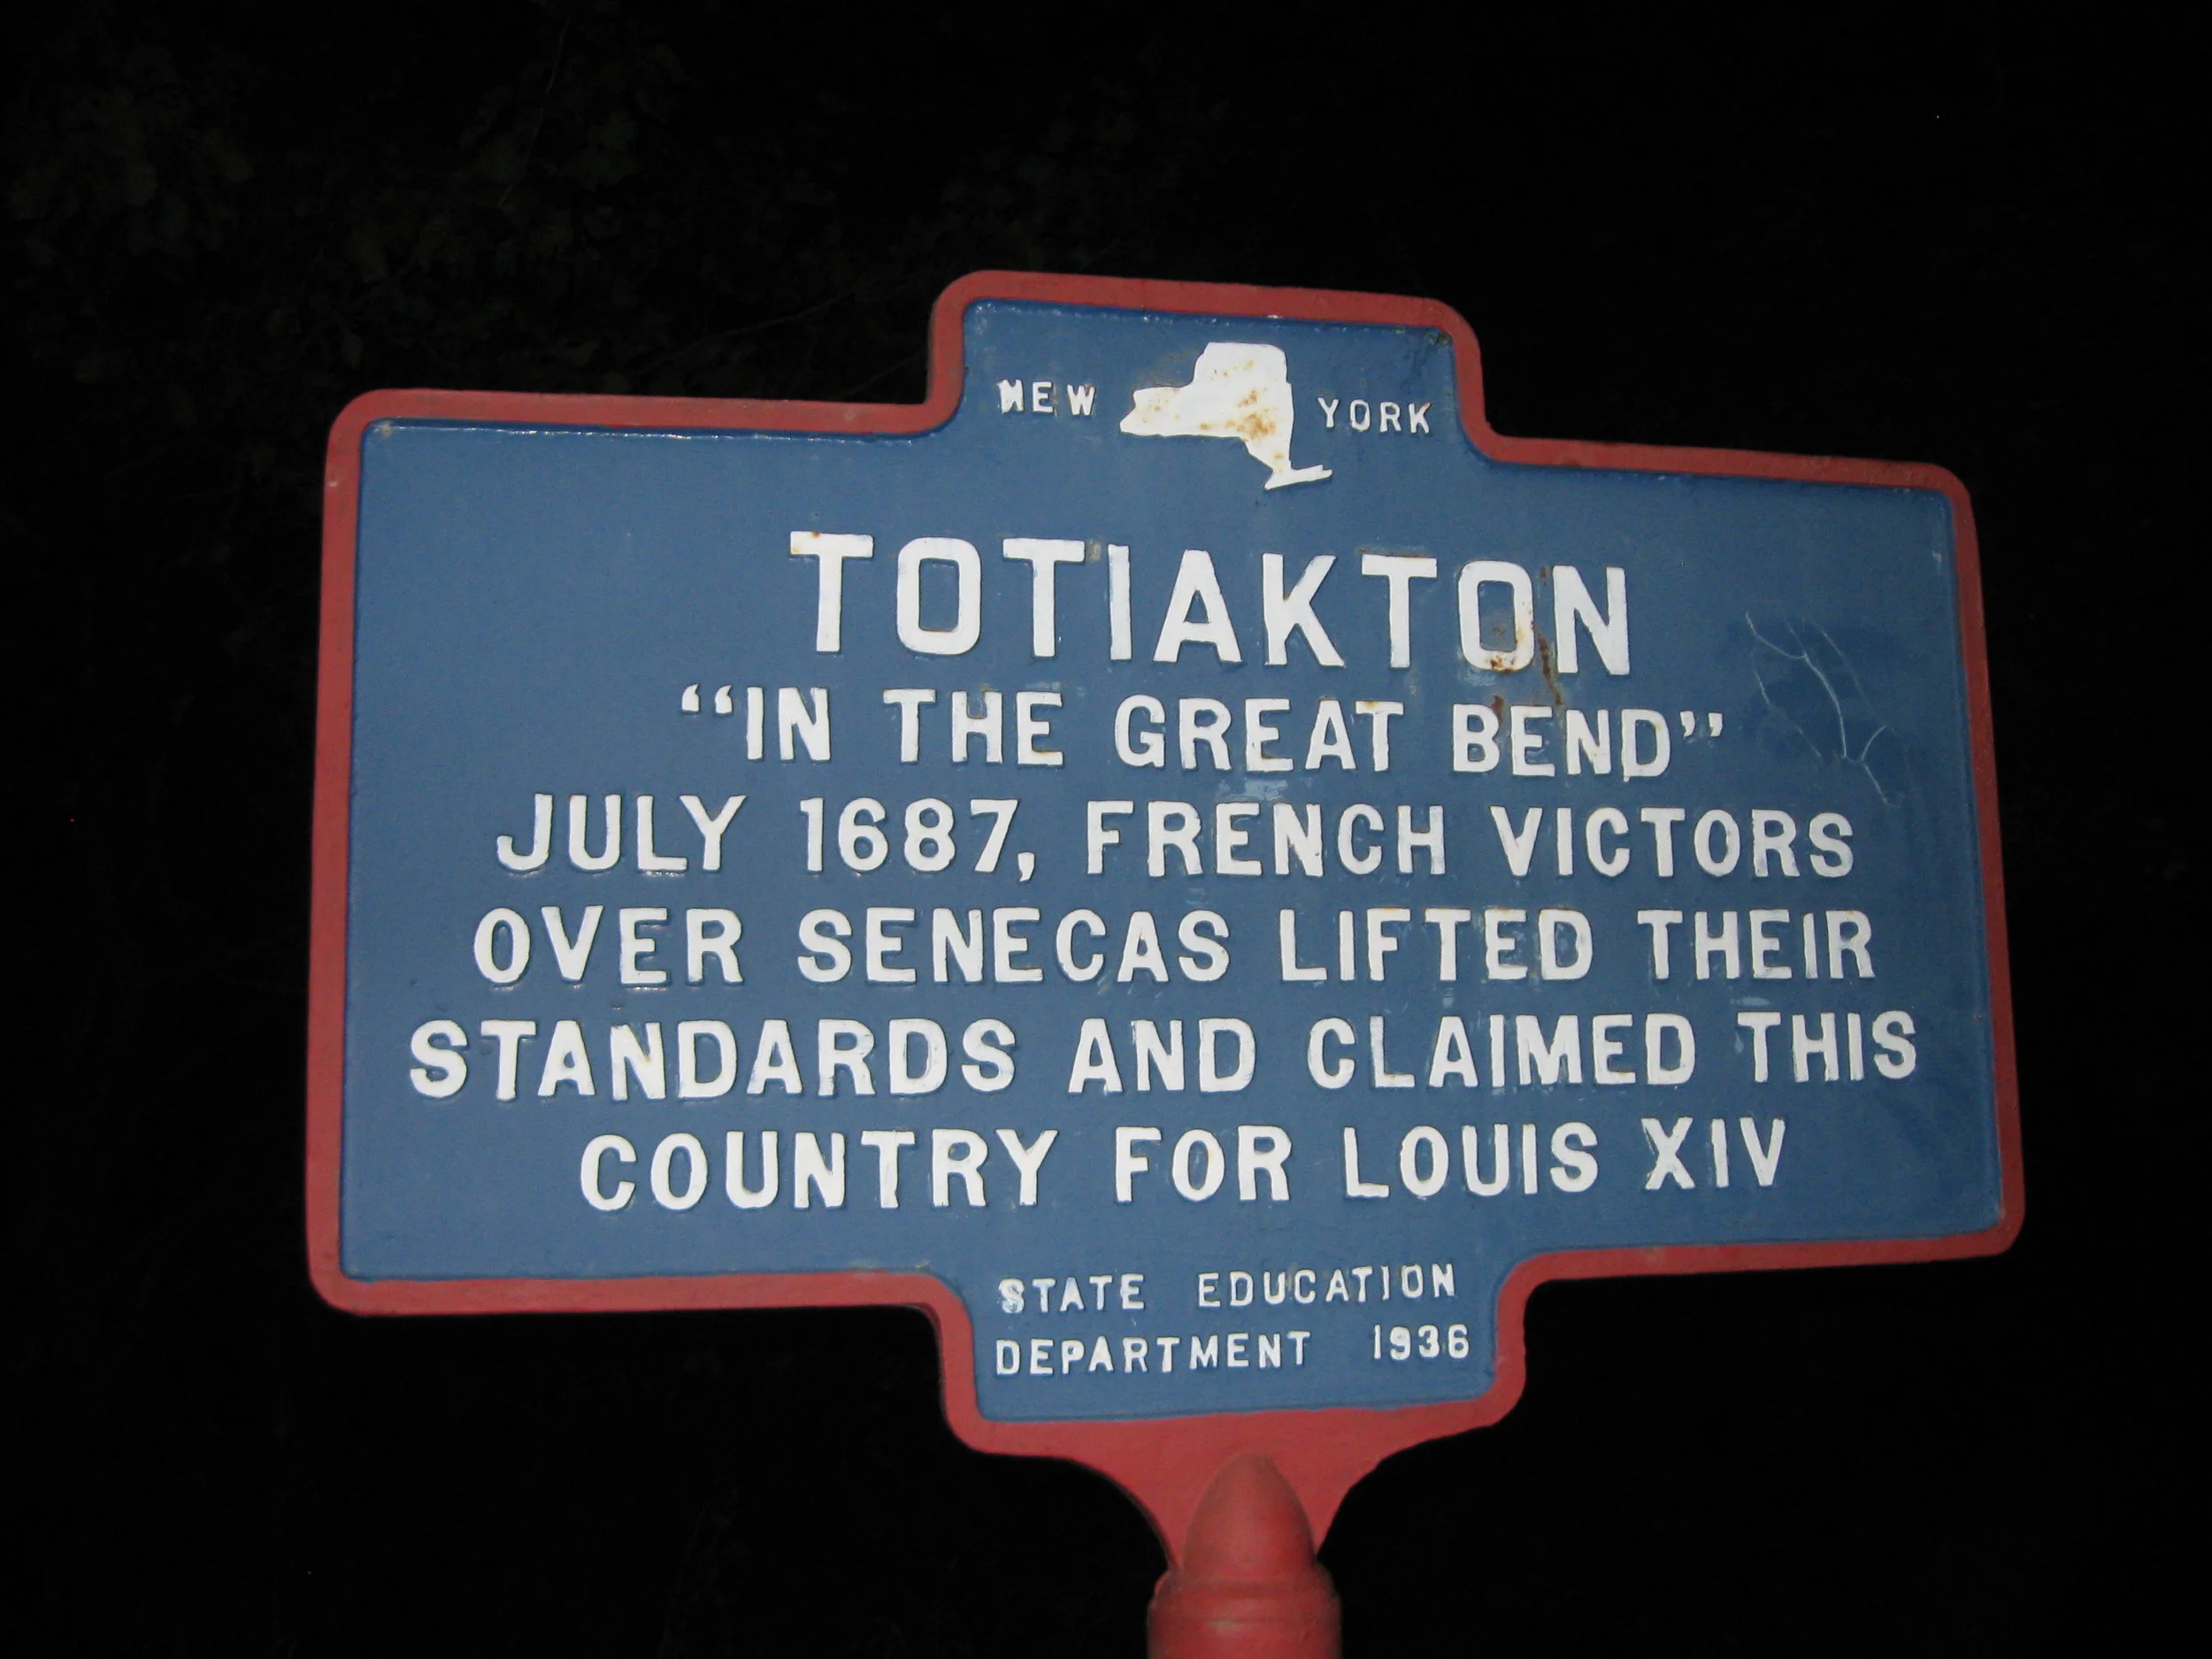 NEW YORK
TOTIAKTON
“IN THE GREAT BEND”
JULY 1687, FRENCH VICTORS
OVER SENECAS LIFTED THEIR
STANDARDS AND CLAIMED THIS
COUNTRY FOR LOUIS XIV
STATE EDUCATION
DEPARTMENT 1936